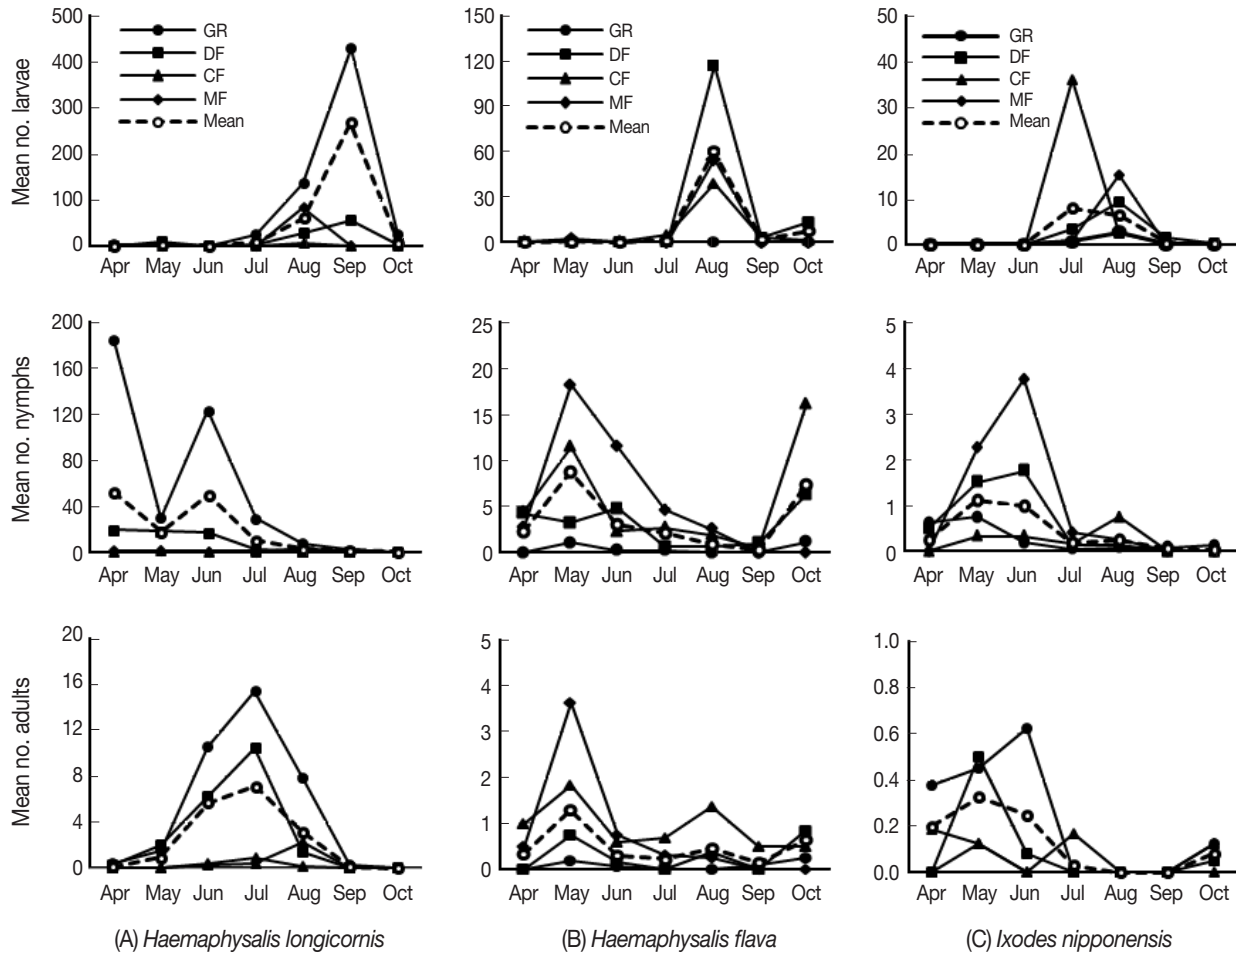 Mean no. larvae
500
400
300
200
100
0
GR
DF
CF
MF
Mean
Apr May Jun Jul Aug Sep Oct
150
120
90
60
30
0
GR
DF
CF
MF
Mean
Apr May Jun Jul Aug Sep Oct
50
40
30
20
10
0
GR
DF
CF
MF
Mean
Apr May Jun Jul Aug Sep Oct
Mean no. nymphs
200
160
120
80
40
0
Apr May Jun Jul Aug Sep Oct
25
20
15
10
5
0
Apr May Jun Jul Aug Sep Oct
5
4
3
2
1
0
Apr May Jun Jul Aug Sep Oct
Mean no. adults
20
16
12
8
4
0
Apr May Jun Jul Aug Sep Oct
5
4
3
2
1
0
Apr May Jun Jul Aug Sep Oct
1.0
0.8
0.6
0.4
0.2
0.0
Apr May Jun Jul Aug Sep Oct
(A) Haemaphysalis longicornis
(B) Haemaphysalis flava
(C) Ixodes nipponensis